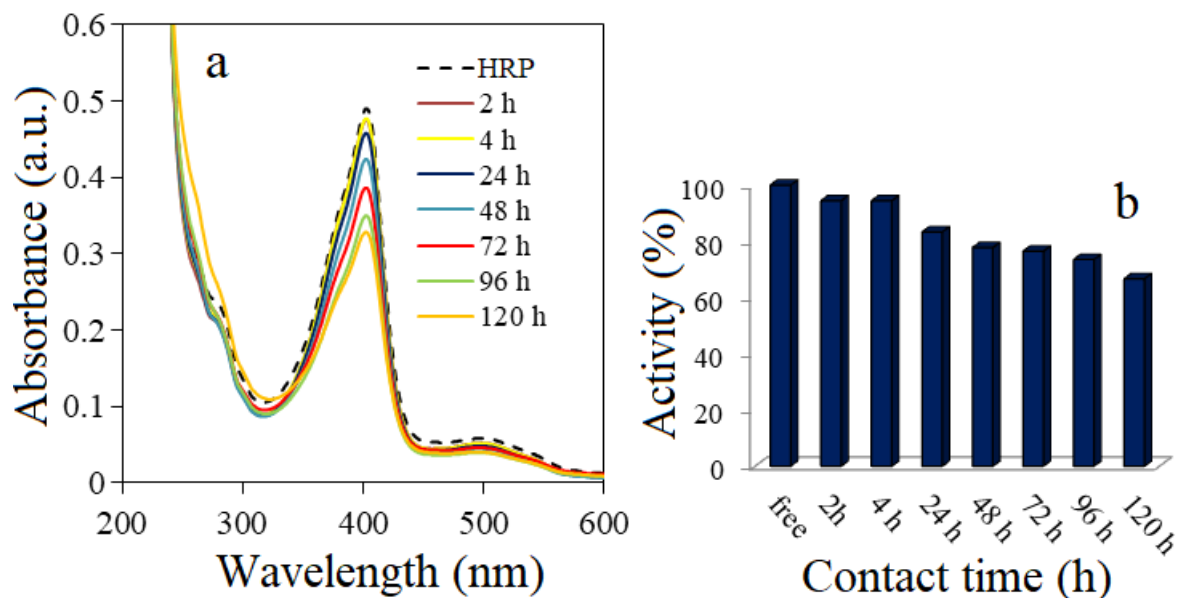 a
Absorbance (a.u.)
0.6
0.5
0.4
0.3
0.2
0.1
0
200
300
400
500
600
Wavelength (nm)
HRP
2 h
4 h
24 h
48 h
72 h
96 h
120 h
b
Activity (%)
100
80
60
40
20
0
free
2h
4 h
24 h
48 h
72 h
96 h
120 h
Contact time (h)